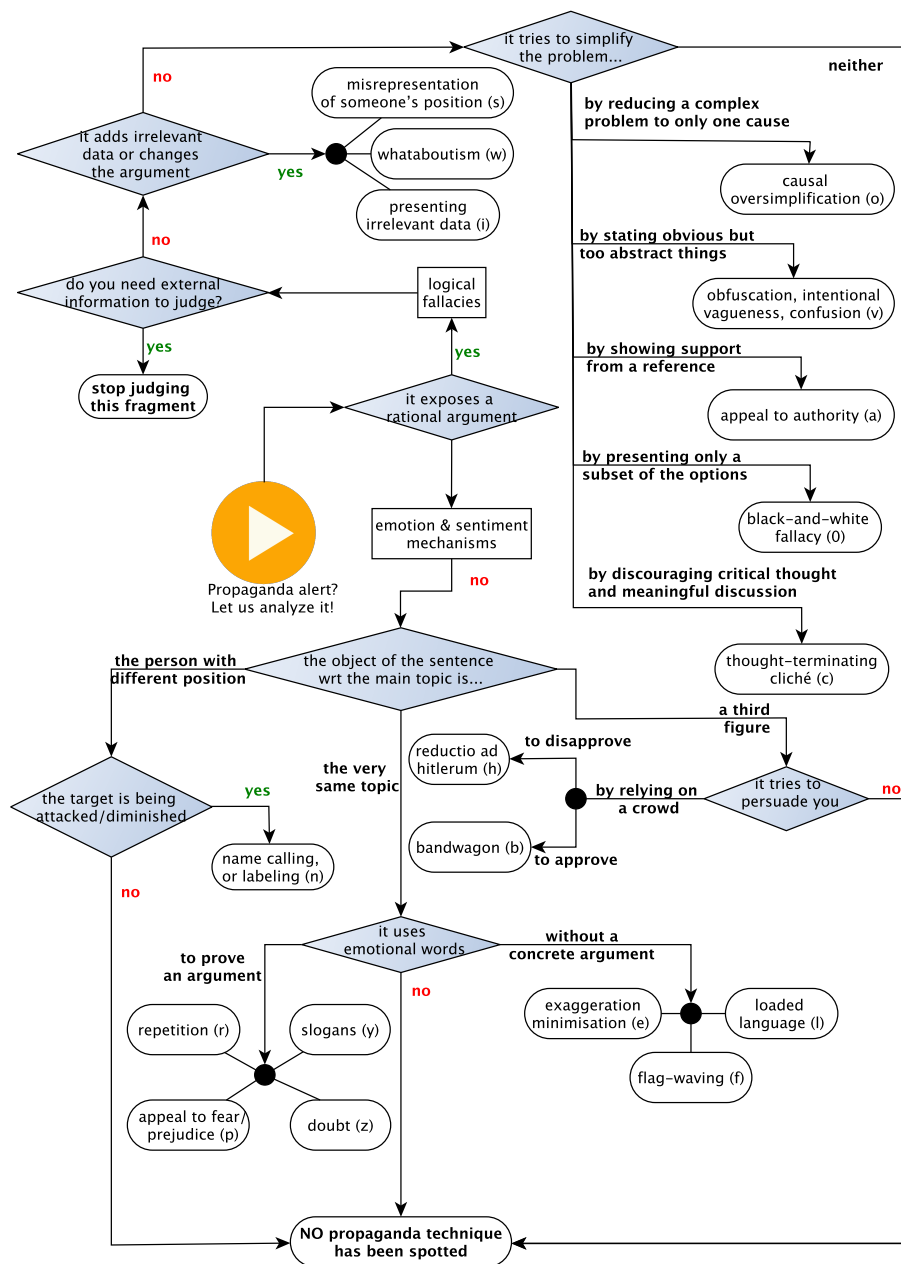 it tries to simplify
the problem...
neither
no
misrepresentation
of someone's position (s)
by reducing a complex
problem to only one cause
it adds irrelevant
data or changes
the argument
yes
whataboutism (w)
causal
oversimplification (o)
presenting
irrelevant data (i)
no
by stating obvious but
too abstract things
do you need external
information to judge?
logical
fallacies
obfuscation, intentional
vagueness, confusion (v)
yes
yes
by showing support
from a reference
stop judging
this fragment
it exposes a
rational argument
appeal to authority (a)
by presenting only a
subset of the options
emotion & sentiment
mechanisms
black-and-white
fallacy (0)
Propaganda alert?
Let us analyze it!
no
by discouraging critical thought
and meaningful discussion
the person with
different position
the object of the sentence
wrt the main topic is...
thought-terminating
cliché (c)
a third
figure
to disapprove
reductio ad
hitlerum (h)
the very
same topic
yes
the target is being
attacked/diminished
by relying on
a crowd
it tries to
persuade you
no
name calling,
or labeling (n)
bandwagon (b)
to approve
no
it uses
emotional words
to prove
an argument
without a
concrete argument
no
repetition (r)
slogans (y)
exaggeration
minimisation (e)
loaded
language (l)
flag-waving (f)
appeal to fear/
prejudice (p)
doubt (z)
NO propaganda technique
has been spotted